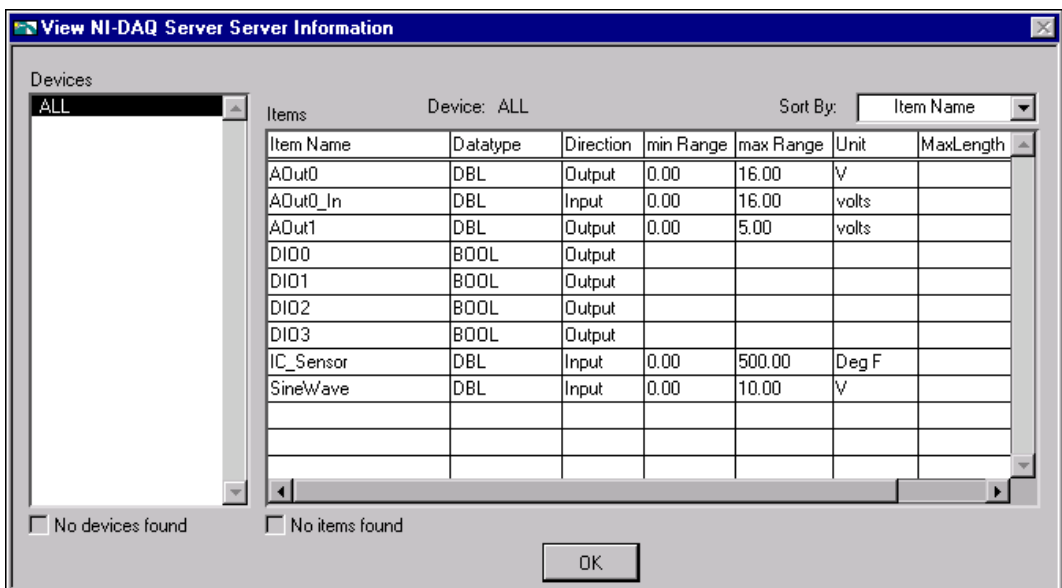 View NI-DAQ Server Server Information
Devices
ALL
Items Device: ALL Sort By: Item Name
Item Name Datatype Direction min Range max Range Unit MaxLength
AOut0 DBL Output 0.00 16.00 V
AOut0_In DBL Input 0.00 16.00 volts
AOut1 DBL Output 0.00 5.00 volts
DIO0 BOOL Output
DIO1 BOOL Output
DIO2 BOOL Output
DIO3 BOOL Output
IC_Sensor DBL Input 0.00 500.00 Deg F
SineWave DBL Input 0.00 10.00 V
No devices found No items found
OK